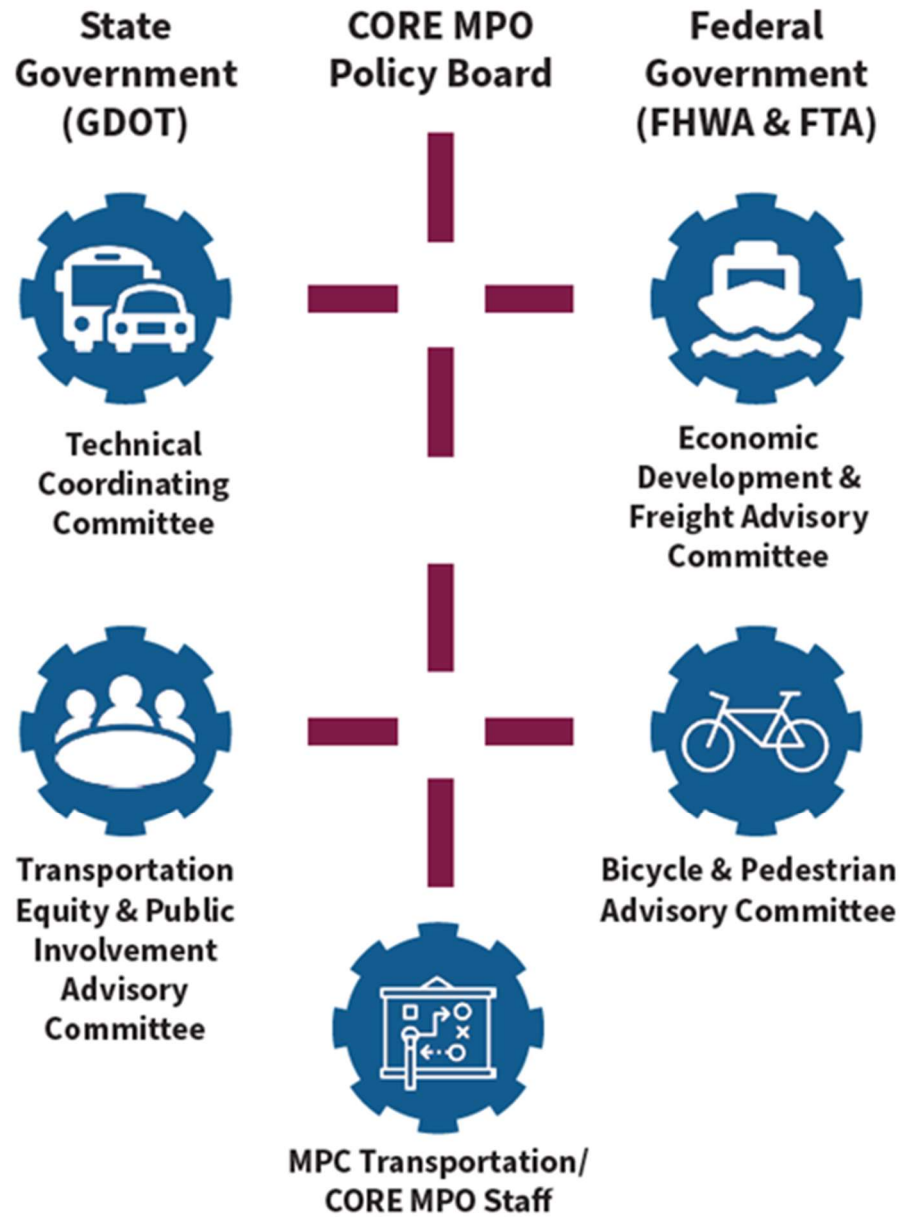 State
Government
(GDOT)
CORE MPO
Policy Board
Federal
Government
(FHWA & FTA)
Technical
Coordinating
Committee
Economic
Development &
Freight Advisory
Committee
Transportation
Equity & Public
Involvement
Advisory
Committee
Bicycle & Pedestrian
Advisory Committee
MPC Transportation/
CORE MPO Staff